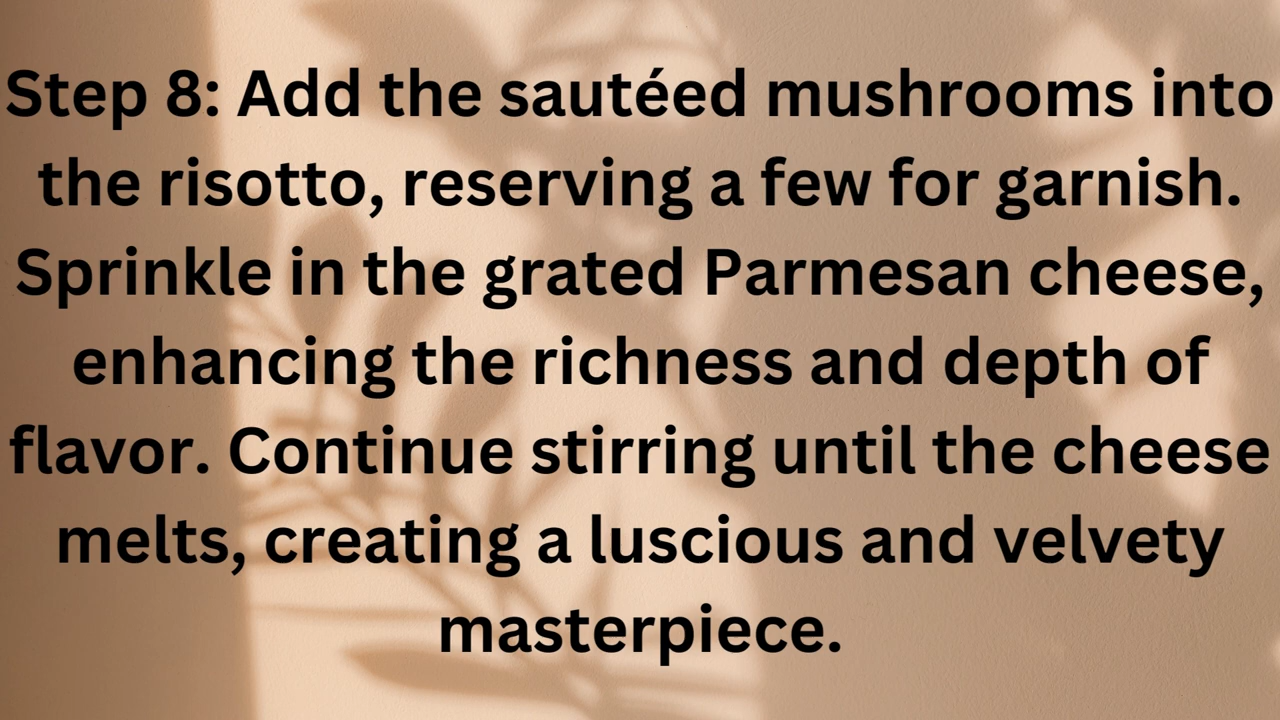 Step 8: Add the sautéed mushrooms into
the risotto, reserving a few for garnish.
Sprinkle in the grated Parmesan cheese,
enhancing the richness and depth of
flavor. Continue stirring until the cheese
melts, creating a luscious and velvety
masterpiece.